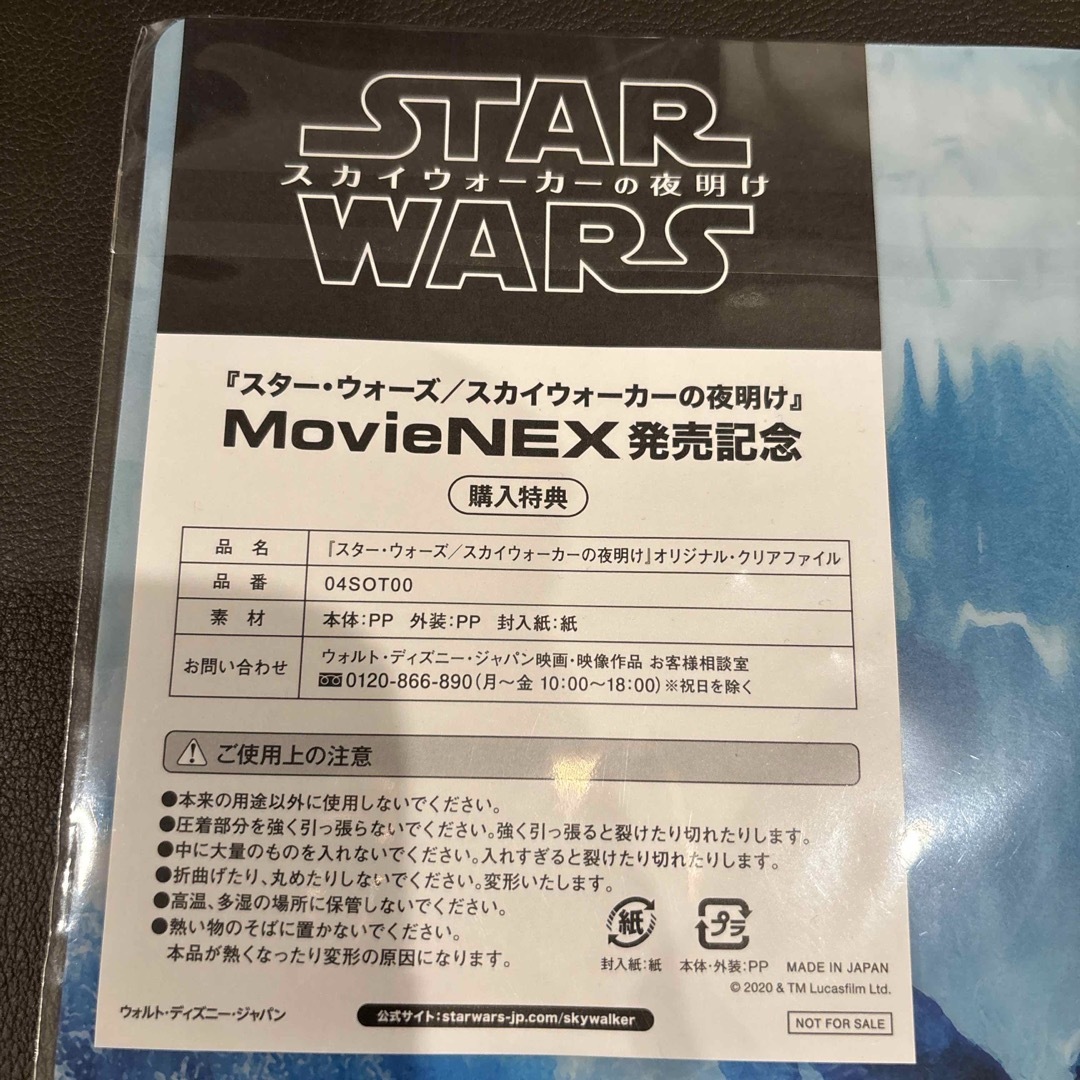 STAR
スカイウォーカーの夜明け
WARS
『スター・ウォーズ／スカイウォーカーの夜明け』
MovieNEX 発売記念
購入特典
品名 『スター・ウォーズ／スカイウォーカーの夜明け』オリジナル・クリアファイル
品番 04SOT00
素材 本体：PP 外装：PP 封入紙：紙
お問い合わせ ウォルト・ディズニー・ジャパン映画・映像作品 お客様相談室
0120-866-890（月～金 10:00～18:00）※祝日を除く
ご使用上の注意
●本来の用途以外に使用しないでください。
●圧着部分を強く引っ張らないでください。強く引っ張ると裂けたり切れたりします。
●中に大量のものを入れないでください。入れすぎると裂けたり切れたりします。
●折曲げたり、丸めたりしないでください。変形いたします。
●高温、多湿の場所に保管しないでください。
●熱い物のそばに置かないでください。
本品が熱くなったり変形の原因になります。
紙 プラ
封入紙：紙 本体・外装：PP MADE IN JAPAN
© 2020 & TM Lucasfilm Ltd.
ウォルト・ディズニー・ジャパン 公式サイト：starwars-jp.com/skywalker
NOT FOR SALE